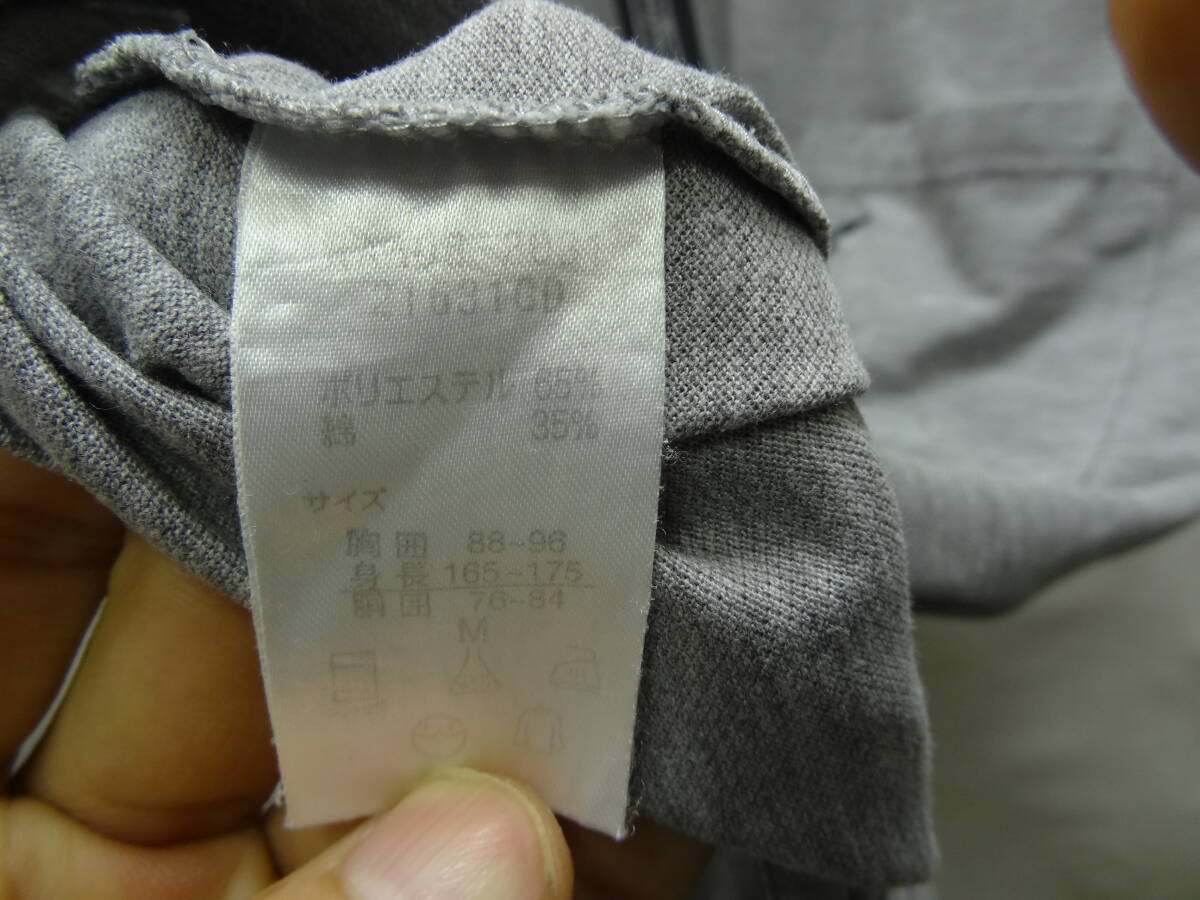 ポリエステル 65%
綿 35%
サイズ
胸囲 88~96
身長 165~175
胴囲 76~84
M